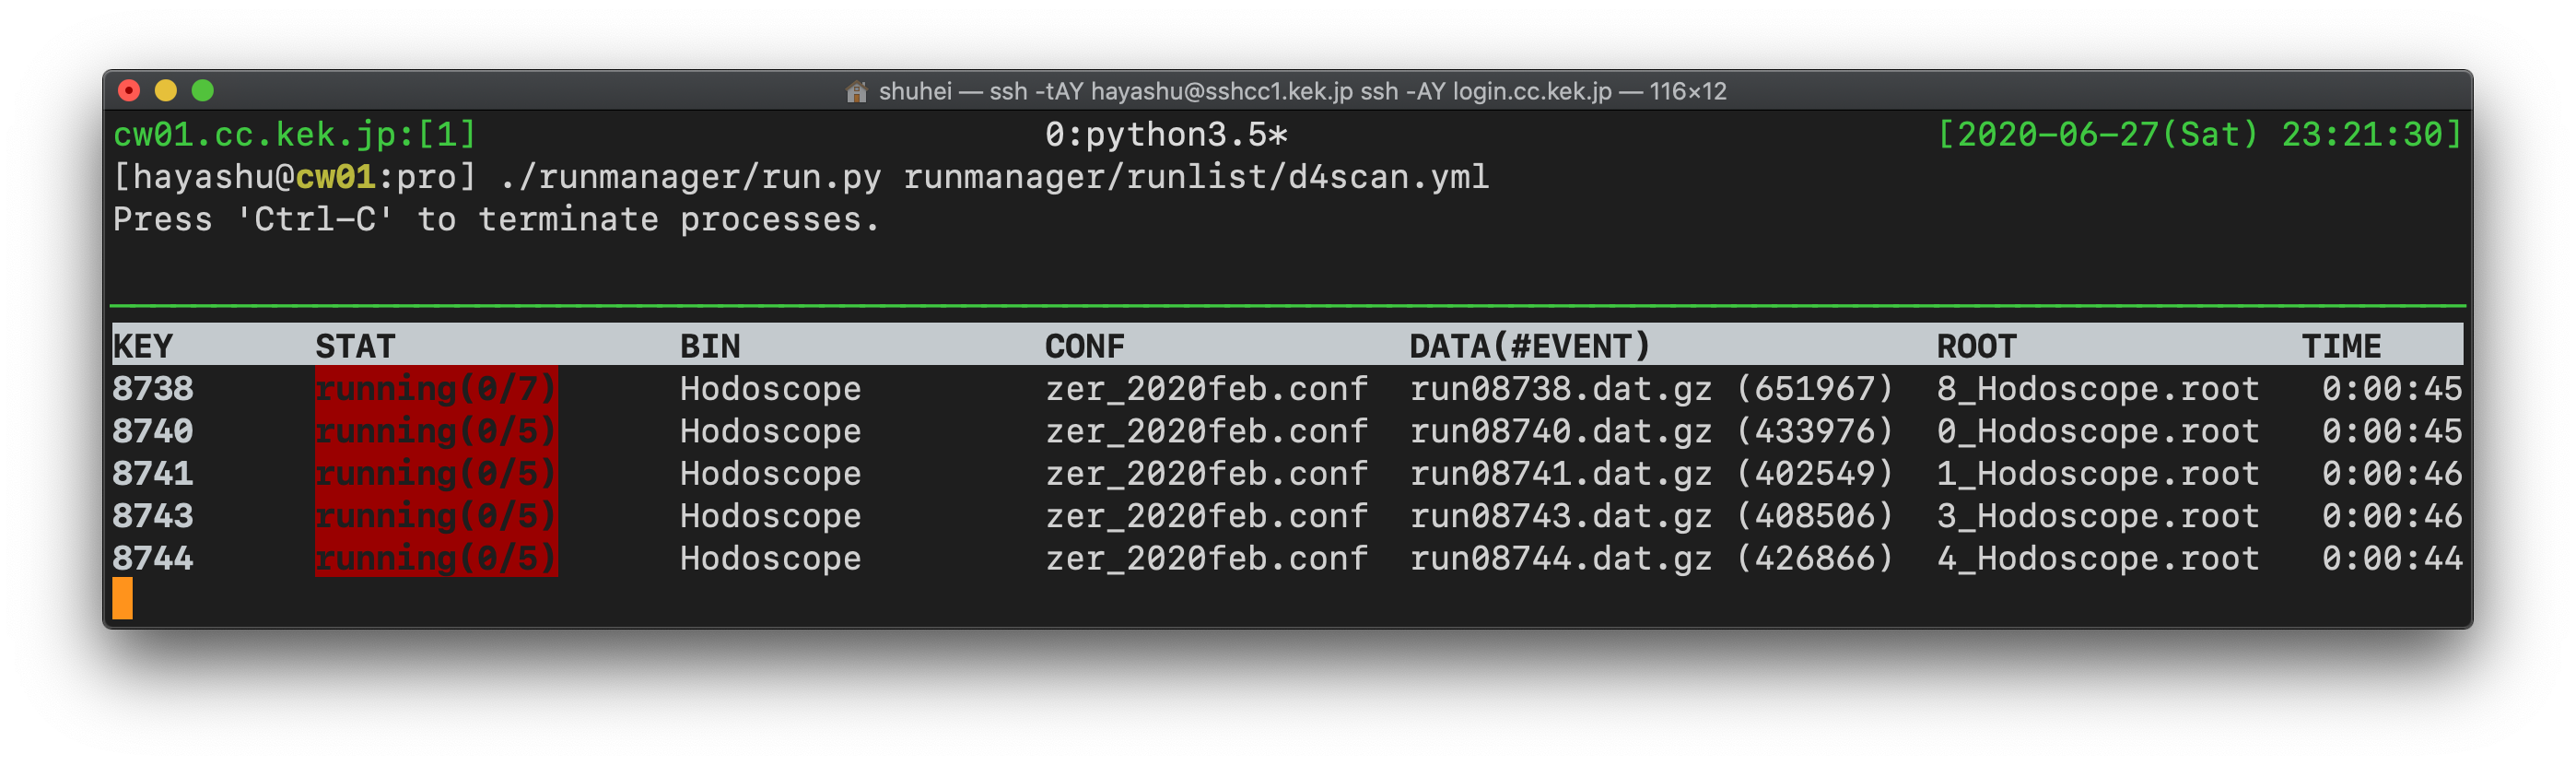 shuhei — ssh -tAY hayashu@sshcc1.kek.jp ssh -AY login.cc.kek.jp — 116×12
cw01.cc.kek.jp:[1] 0:python3.5* [2020-06-27(Sat) 23:21:30]
[hayashu@cw01:pro] ./runmanager/run.py runmanager/runlist/d4scan.yml
Press 'Ctrl-C' to terminate processes.
KEY STAT BIN CONF DATA(#EVENT) ROOT TIME
8738 running(0/7) Hodoscope zer_2020feb.conf run08738.dat.gz (651967) 8_Hodoscope.root 0:00:45
8740 running(0/5) Hodoscope zer_2020feb.conf run08740.dat.gz (433976) 0_Hodoscope.root 0:00:45
8741 running(0/5) Hodoscope zer_2020feb.conf run08741.dat.gz (402549) 1_Hodoscope.root 0:00:46
8743 running(0/5) Hodoscope zer_2020feb.conf run08743.dat.gz (408506) 3_Hodoscope.root 0:00:46
8744 running(0/5) Hodoscope zer_2020feb.conf run08744.dat.gz (426866) 4_Hodoscope.root 0:00:44